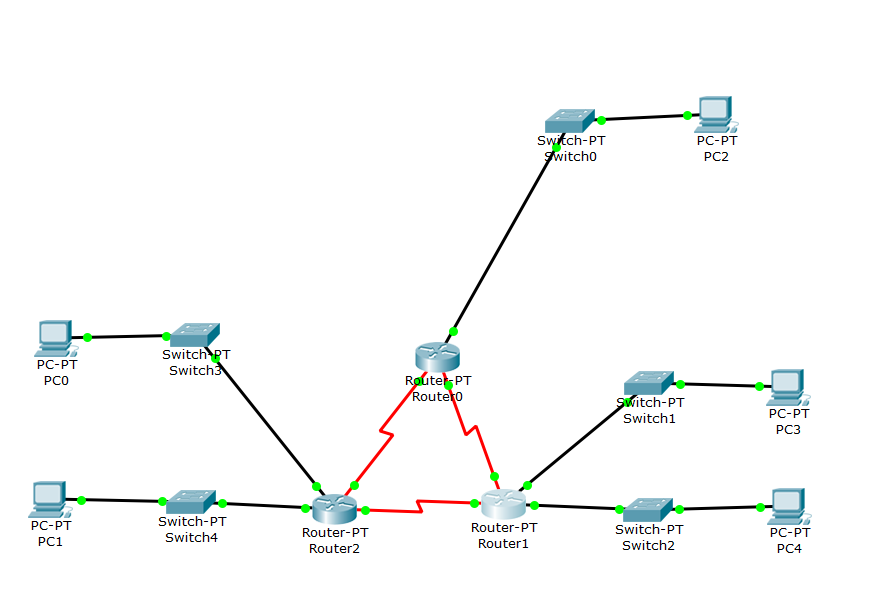 Switch-PT
Switch0
PC-PT
PC2
Switch-PT
Switch3
PC-PT
PC0
Router-PT
Router0
Switch-PT
Switch1
PC-PT
PC3
PC-PT
PC1
Switch-PT
Switch4
Router-PT
Router2
Router-PT
Router1
Switch-PT
Switch2
PC-PT
PC4